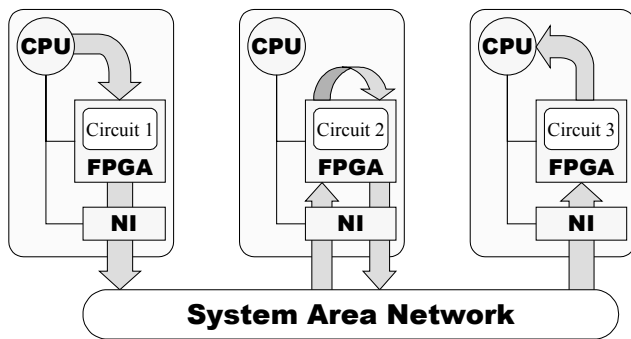 CPU
Circuit 1
FPGA
NI
CPU
Circuit 2
FPGA
NI
CPU
Circuit 3
FPGA
NI
System Area Network